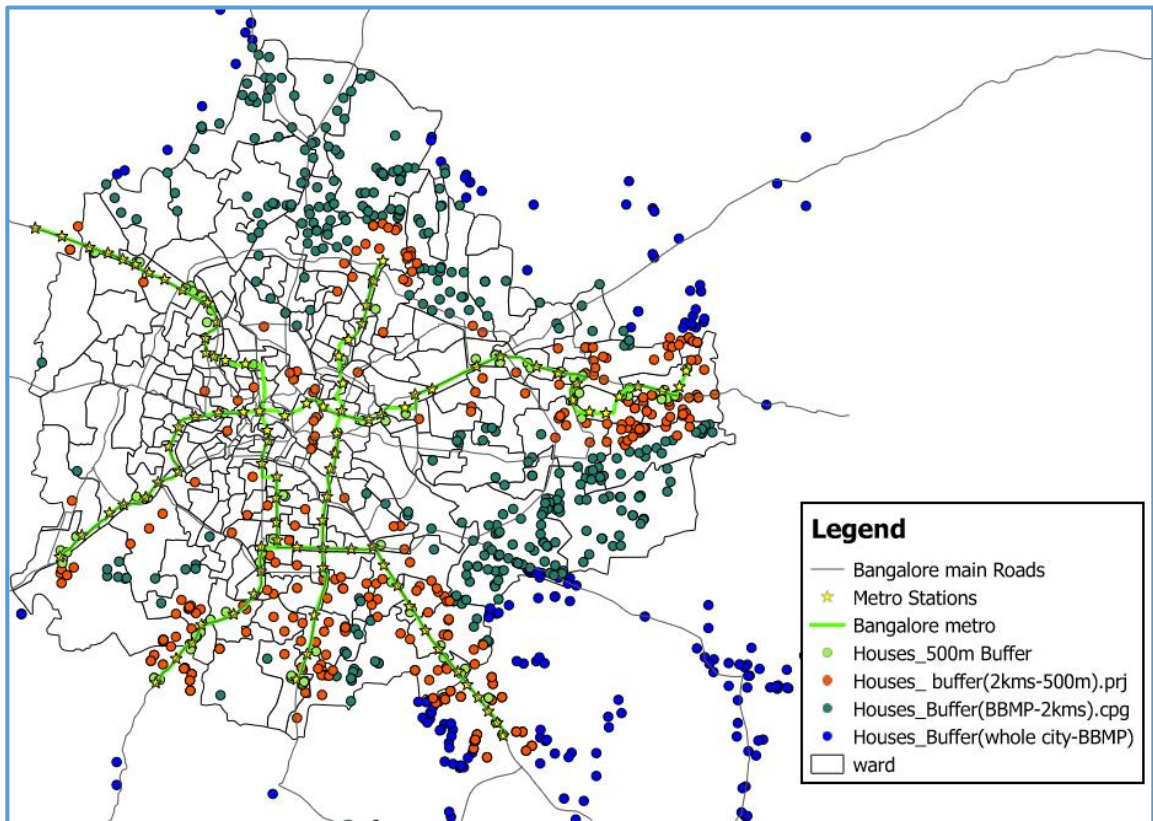 Legend
Bangalore main Roads
Metro Stations
Bangalore metro
Houses_500m Buffer
Houses_ buffer(2kms-500m).prj
Houses_Buffer(BBMP-2kms).cpg
Houses_Buffer(whole city-BBMP)
ward